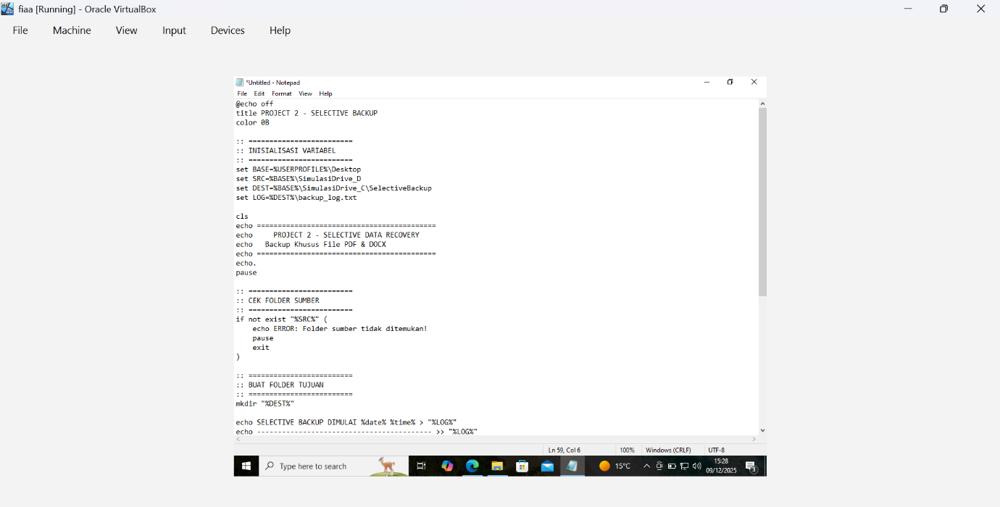 fiaa [Running] - Oracle VirtualBox
File Machine View Input Devices Help
*Untitled - Notepad
File Edit Format View Help
@echo off
title PROJECT 2 - SELECTIVE BACKUP
color 0B
:: =========================
:: INISIALISASI VARIABEL
:: =========================
set BASE=%USERPROFILE%\Desktop
set SRC=%BASE%\SimulasiDrive_D
set DEST=%BASE%\SimulasiDrive_C\SelectiveBackup
set LOG=%DEST%\backup_log.txt
cls
echo ===========================================
echo     PROJECT 2 - SELECTIVE DATA RECOVERY
echo   Backup Khusus File PDF & DOCX
echo ===========================================
echo.
pause
:: =========================
:: CEK FOLDER SUMBER
:: =========================
if not exist "%SRC%" (
    echo ERROR: Folder sumber tidak ditemukan!
    pause
    exit
)
:: =========================
:: BUAT FOLDER TUJUAN
:: =========================
mkdir "%DEST%"
echo SELECTIVE BACKUP DIMULAI %date% %time% > "%LOG%"
echo ------------------------------------------ >> "%LOG%"
Ln 59, Col 6 100% Windows (CRLF) UTF-8
Type here to search
15°C
15:28
09/12/2025
3